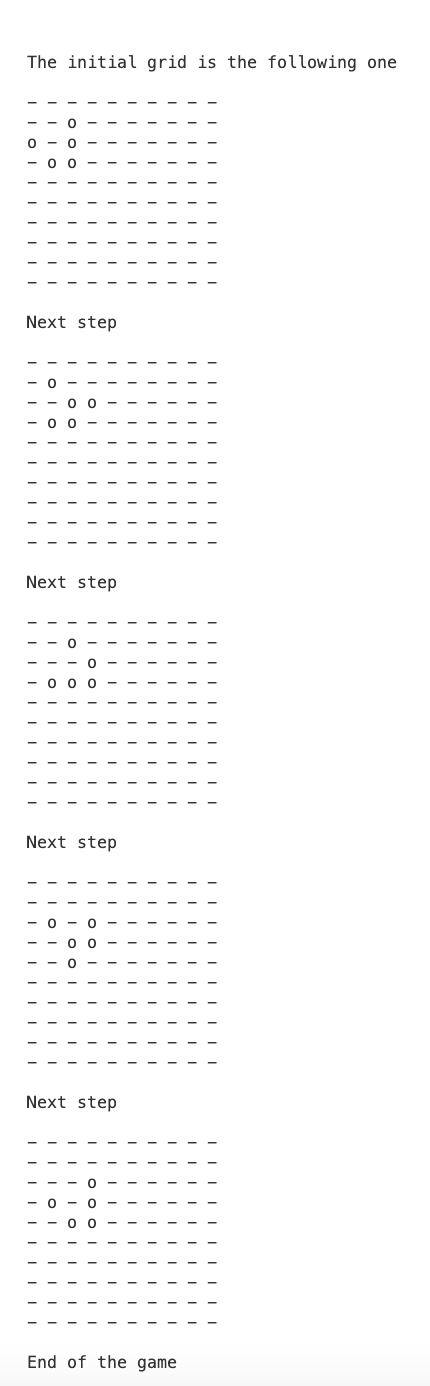 The initial grid is the following one
– – – – – – – – – –
– – o – – – – – – –
o – o – – – – – – –
– o o – – – – – – –
– – – – – – – – – –
– – – – – – – – – –
– – – – – – – – – –
– – – – – – – – – –
– – – – – – – – – –
– – – – – – – – – –
Next step
– – – – – – – – – –
– o – – – – – – – –
– – o o – – – – – –
– o o – – – – – – –
– – – – – – – – – –
– – – – – – – – – –
– – – – – – – – – –
– – – – – – – – – –
– – – – – – – – – –
– – – – – – – – – –
Next step
– – – – – – – – – –
– – o – – – – – – –
– – – o – – – – – –
– o o o – – – – – –
– – – – – – – – – –
– – – – – – – – – –
– – – – – – – – – –
– – – – – – – – – –
– – – – – – – – – –
– – – – – – – – – –
Next step
– – – – – – – – – –
– – – – – – – – – –
– o – o – – – – – –
– – o o – – – – – –
– – o – – – – – – –
– – – – – – – – – –
– – – – – – – – – –
– – – – – – – – – –
– – – – – – – – – –
– – – – – – – – – –
Next step
– – – – – – – – – –
– – – – – – – – – –
– – – o – – – – – –
– o – o – – – – – –
– – o o – – – – – –
– – – – – – – – – –
– – – – – – – – – –
– – – – – – – – – –
– – – – – – – – – –
– – – – – – – – – –
End of the game